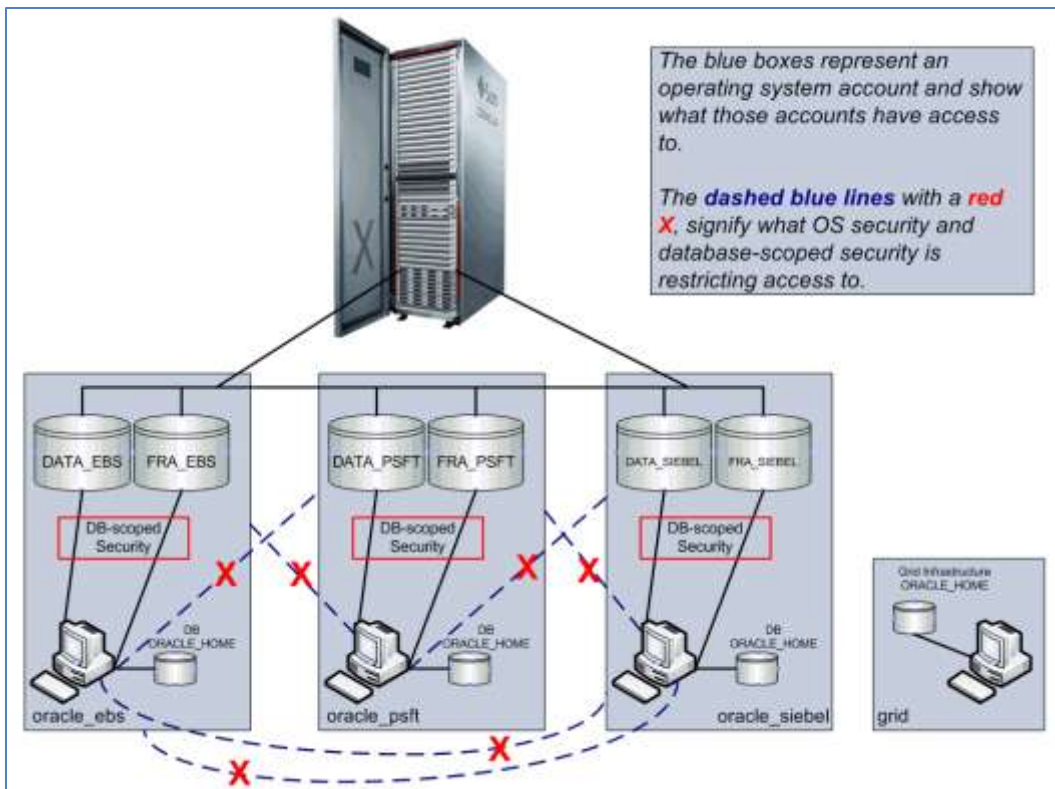 The blue boxes represent an
operating system account and show
what those accounts have access
to.
The dashed blue lines with a red
X, signify what OS security and
database-scoped security is
restricting access to.
Sun
X
DATA_EBS
FRA_EBS
DATA_PSFT
FRA_PSFT
DATA_SIEBEL
FRA_SIEBEL
DB-scoped
Security
DB-scoped
Security
DB-scoped
Security
X
X
X
X
Grid Infrastructure
ORACLE_HOME
DB
ORACLE_HOME
DB
ORACLE_HOME
DB
ORACLE_HOME
oracle_ebs
oracle_psft
oracle_siebel
grid
X
X